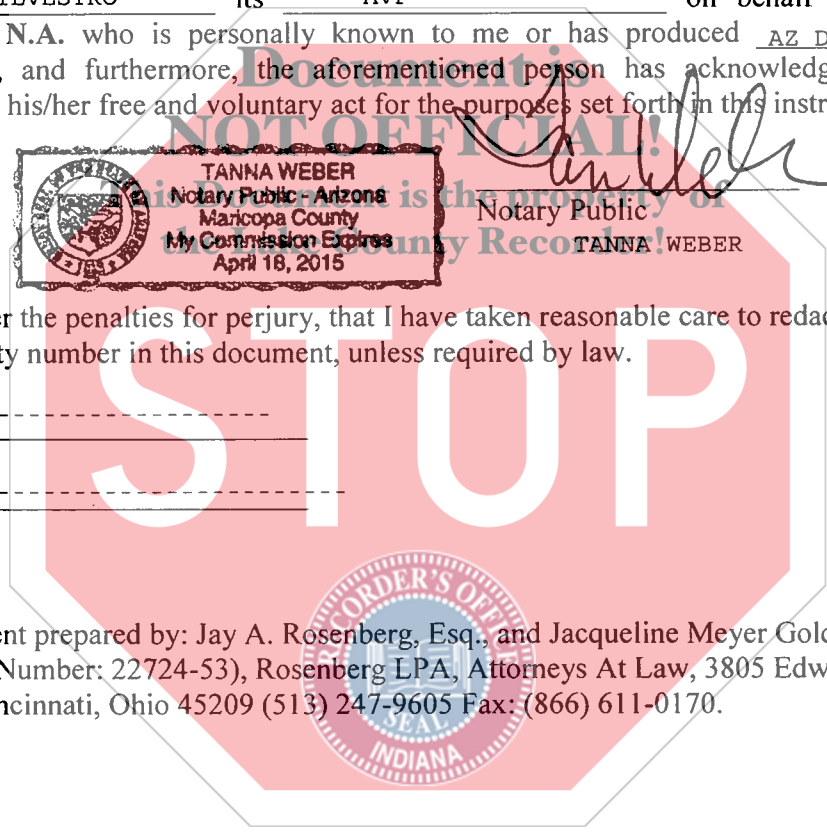 its AVP on behalf
N.A. who is personally known to me or has produced AZ D
, and furthermore, the aforementioned person has acknowledg
his/her free and voluntary act for the purposes set forth in this instr
Document is
NOT OFFICIAL!
This Document is the property of
the Lake County Recorder!
TANNA WEBER
Notary Public - Arizona
Maricopa County
My Commission Expires
April 18, 2015
Notary Public
TANNA WEBER
er the penalties for perjury, that I have taken reasonable care to redac
ty number in this document, unless required by law.
STOP
ent prepared by: Jay A. Rosenberg, Esq., and Jacqueline Meyer Gold
Number: 22724-53), Rosenberg LPA, Attorneys At Law, 3805 Edw
ncinnati, Ohio 45209 (513) 247-9605 Fax: (866) 611-0170.
RECORDER'S OFFICE
SEAL
INDIANA